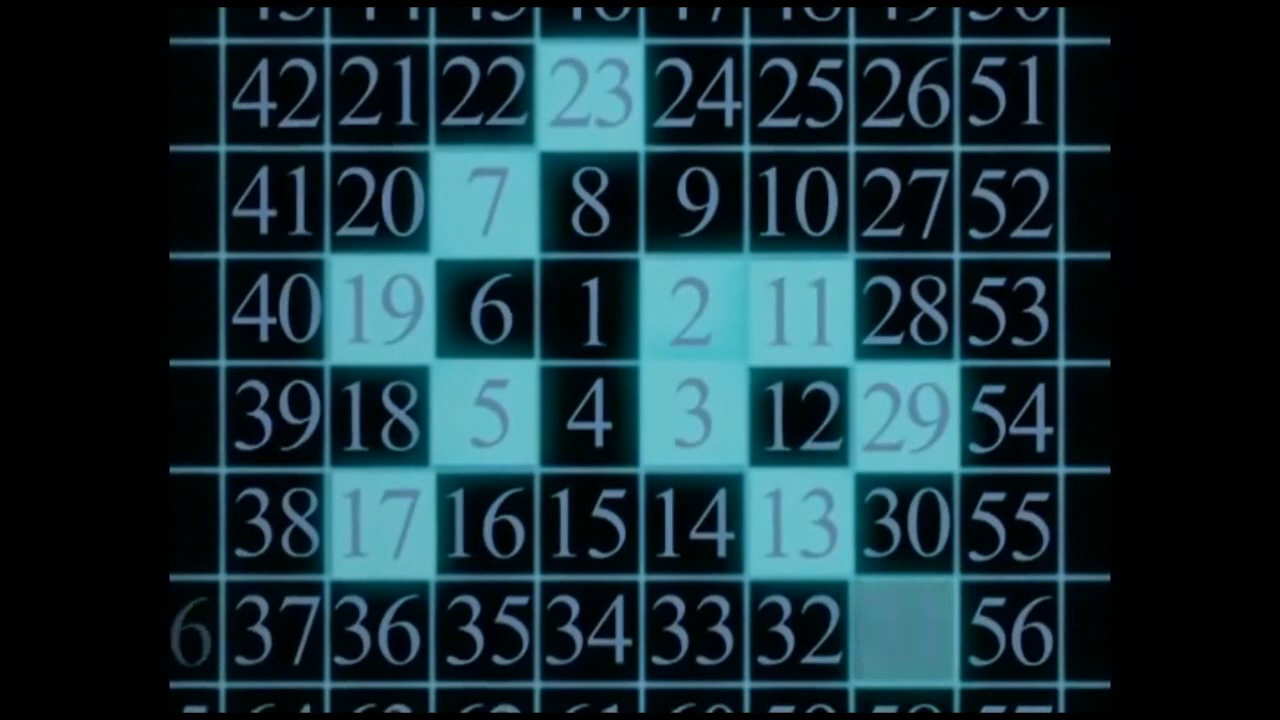 42 21 22 23 24 25 26 51
41 20 7 8 9 10 27 52
40 19 6 1 2 11 28 53
39 18 5 4 3 12 29 54
38 17 16 15 14 13 30 55
6 37 36 35 34 33 32 56